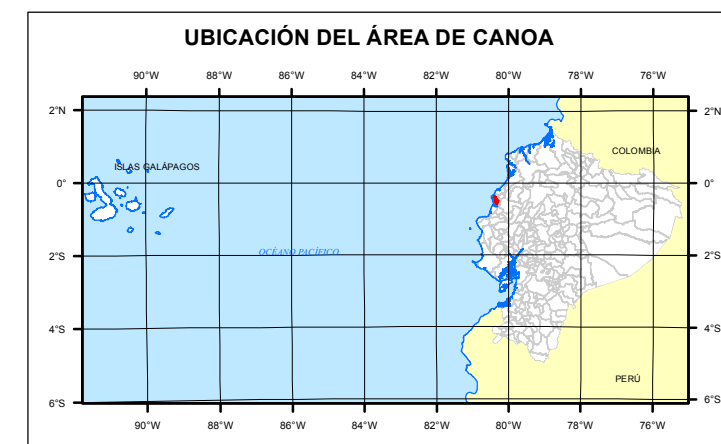 UBICACIÓN DEL ÁREA DE CANOA
90°W 88°W 86°W 84°W 82°W 80°W 78°W 76°W
2°N 2°N
COLOMBIA
ISLAS GALÁPAGOS
0° 0°
OCÉANO PACÍFICO
2°S 2°S
4°S 4°S
PERÚ
6°S 6°S
90°W 88°W 86°W 84°W 82°W 80°W 78°W 76°W